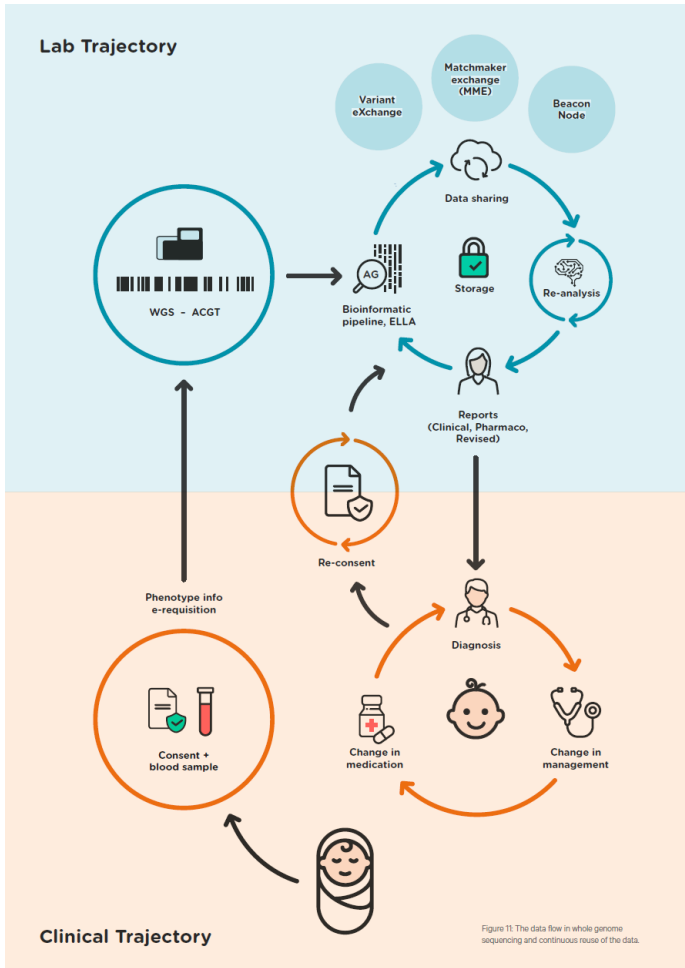 Lab Trajectory
Matchmaker
exchange
(MME)
Variant
eXchange
Beacon
Node
Data sharing
AG
Storage
Re-analysis
WGS – ACGT
Bioinformatic
pipeline, ELLA
Reports
(Clinical, Pharmaco,
Revised)
Re-consent
Phenotype info
e-requisition
Diagnosis
Consent +
blood sample
Change in
medication
Change in
management
Clinical Trajectory
Figure 11: The data flow in whole genome
sequencing and continuous reuse of the data.